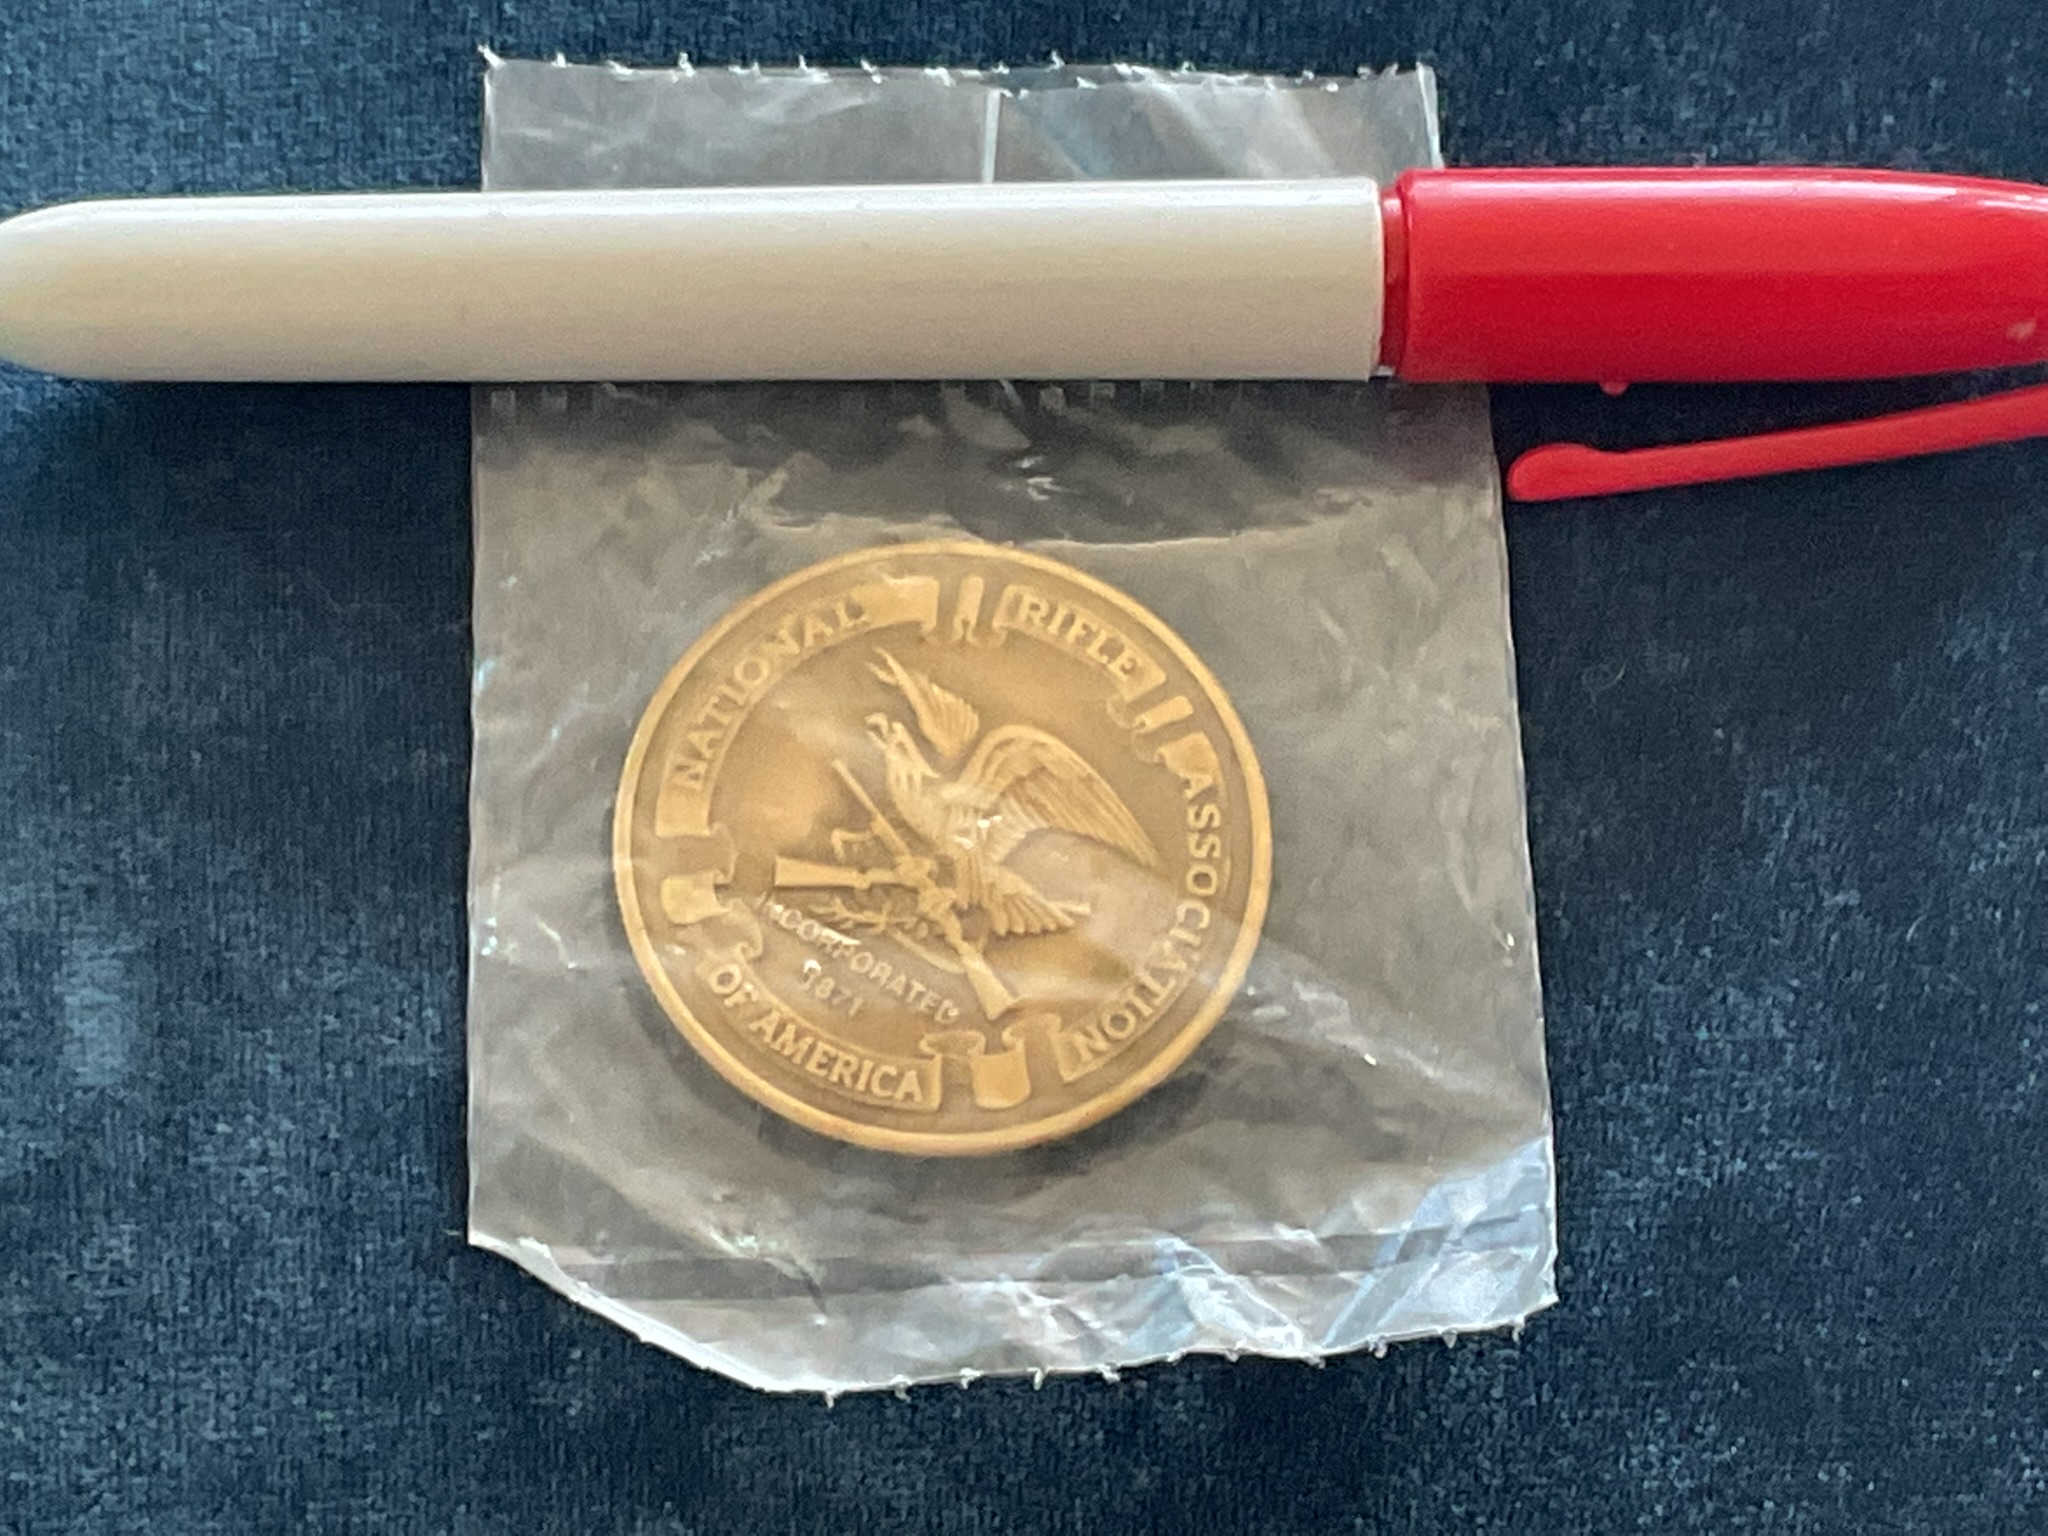 NATIONAL
RIFLE
ASSOCIATION
OF AMERICA
INCORPORATED
1871